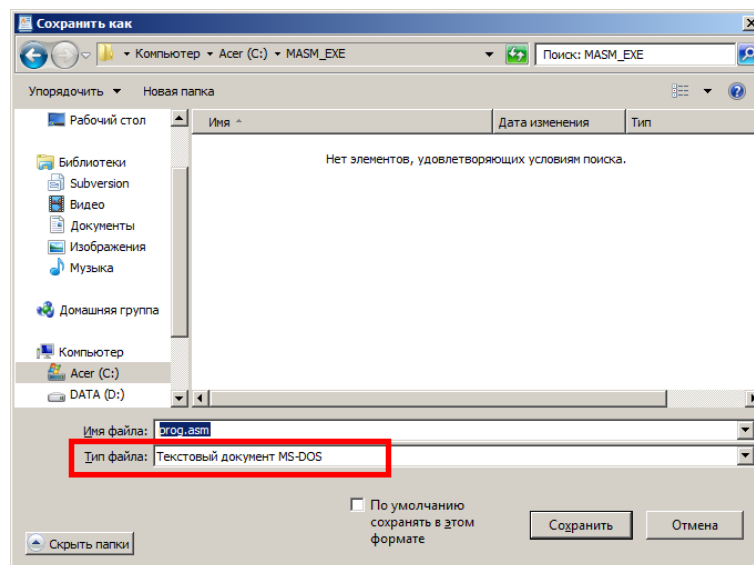 Сохранить как
Компьютер Acer (C:) MASM_EXE
Поиск: MASM_EXE
Упорядочить Новая папка
Рабочий стол
Библиотеки
Subversion
Видео
Документы
Изображения
Музыка
Домашняя группа
Компьютер
Acer (C:)
DATA (D:)
Имя Дата изменения Тип
Нет элементов, удовлетворяющих условиям поиска.
Имя файла: prog.asm
Тип файла: Текстовый документ MS-DOS
По умолчанию
сохранять в этом
формате
Сохранить
Отмена
Скрыть папки